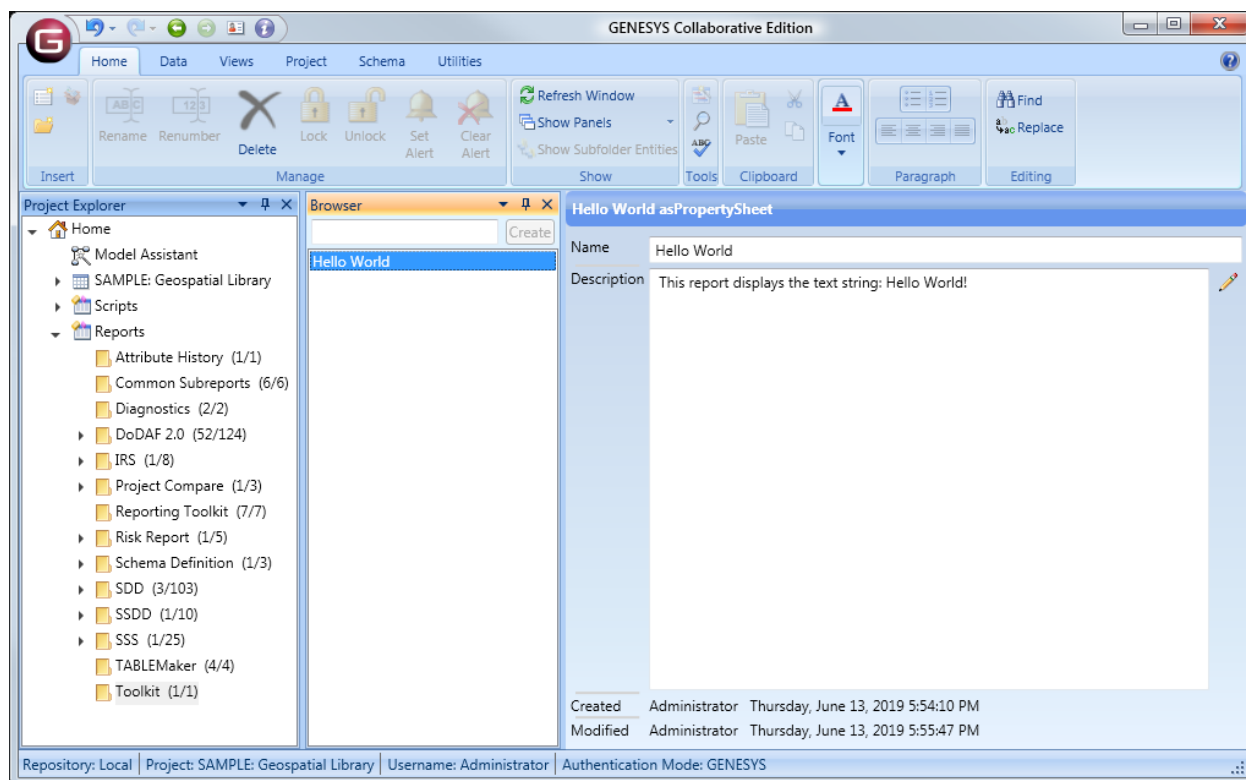 GENESYS Collaborative Edition
Home Data Views Project Schema Utilities
Rename Renumber Delete Lock Unlock Set Alert Clear Alert
Refresh Window
Show Panels
Show Subfolder Entities
Paste
Font
Find
Replace
Insert Manage Show Tools Clipboard Paragraph Editing
Project Explorer
Home
Model Assistant
SAMPLE: Geospatial Library
Scripts
Reports
Attribute History (1/1)
Common Subreports (6/6)
Diagnostics (2/2)
DoDAF 2.0 (52/124)
IRS (1/8)
Project Compare (1/3)
Reporting Toolkit (7/7)
Risk Report (1/5)
Schema Definition (1/3)
SDD (3/103)
SSDD (1/10)
SSS (1/25)
TABLEMaker (4/4)
Toolkit (1/1)
Browser
Create
Hello World
Hello World asPropertySheet
Name Hello World
Description This report displays the text string: Hello World!
Created Administrator Thursday, June 13, 2019 5:54:10 PM
Modified Administrator Thursday, June 13, 2019 5:55:47 PM
Repository: Local Project: SAMPLE: Geospatial Library Username: Administrator Authentication Mode: GENESYS